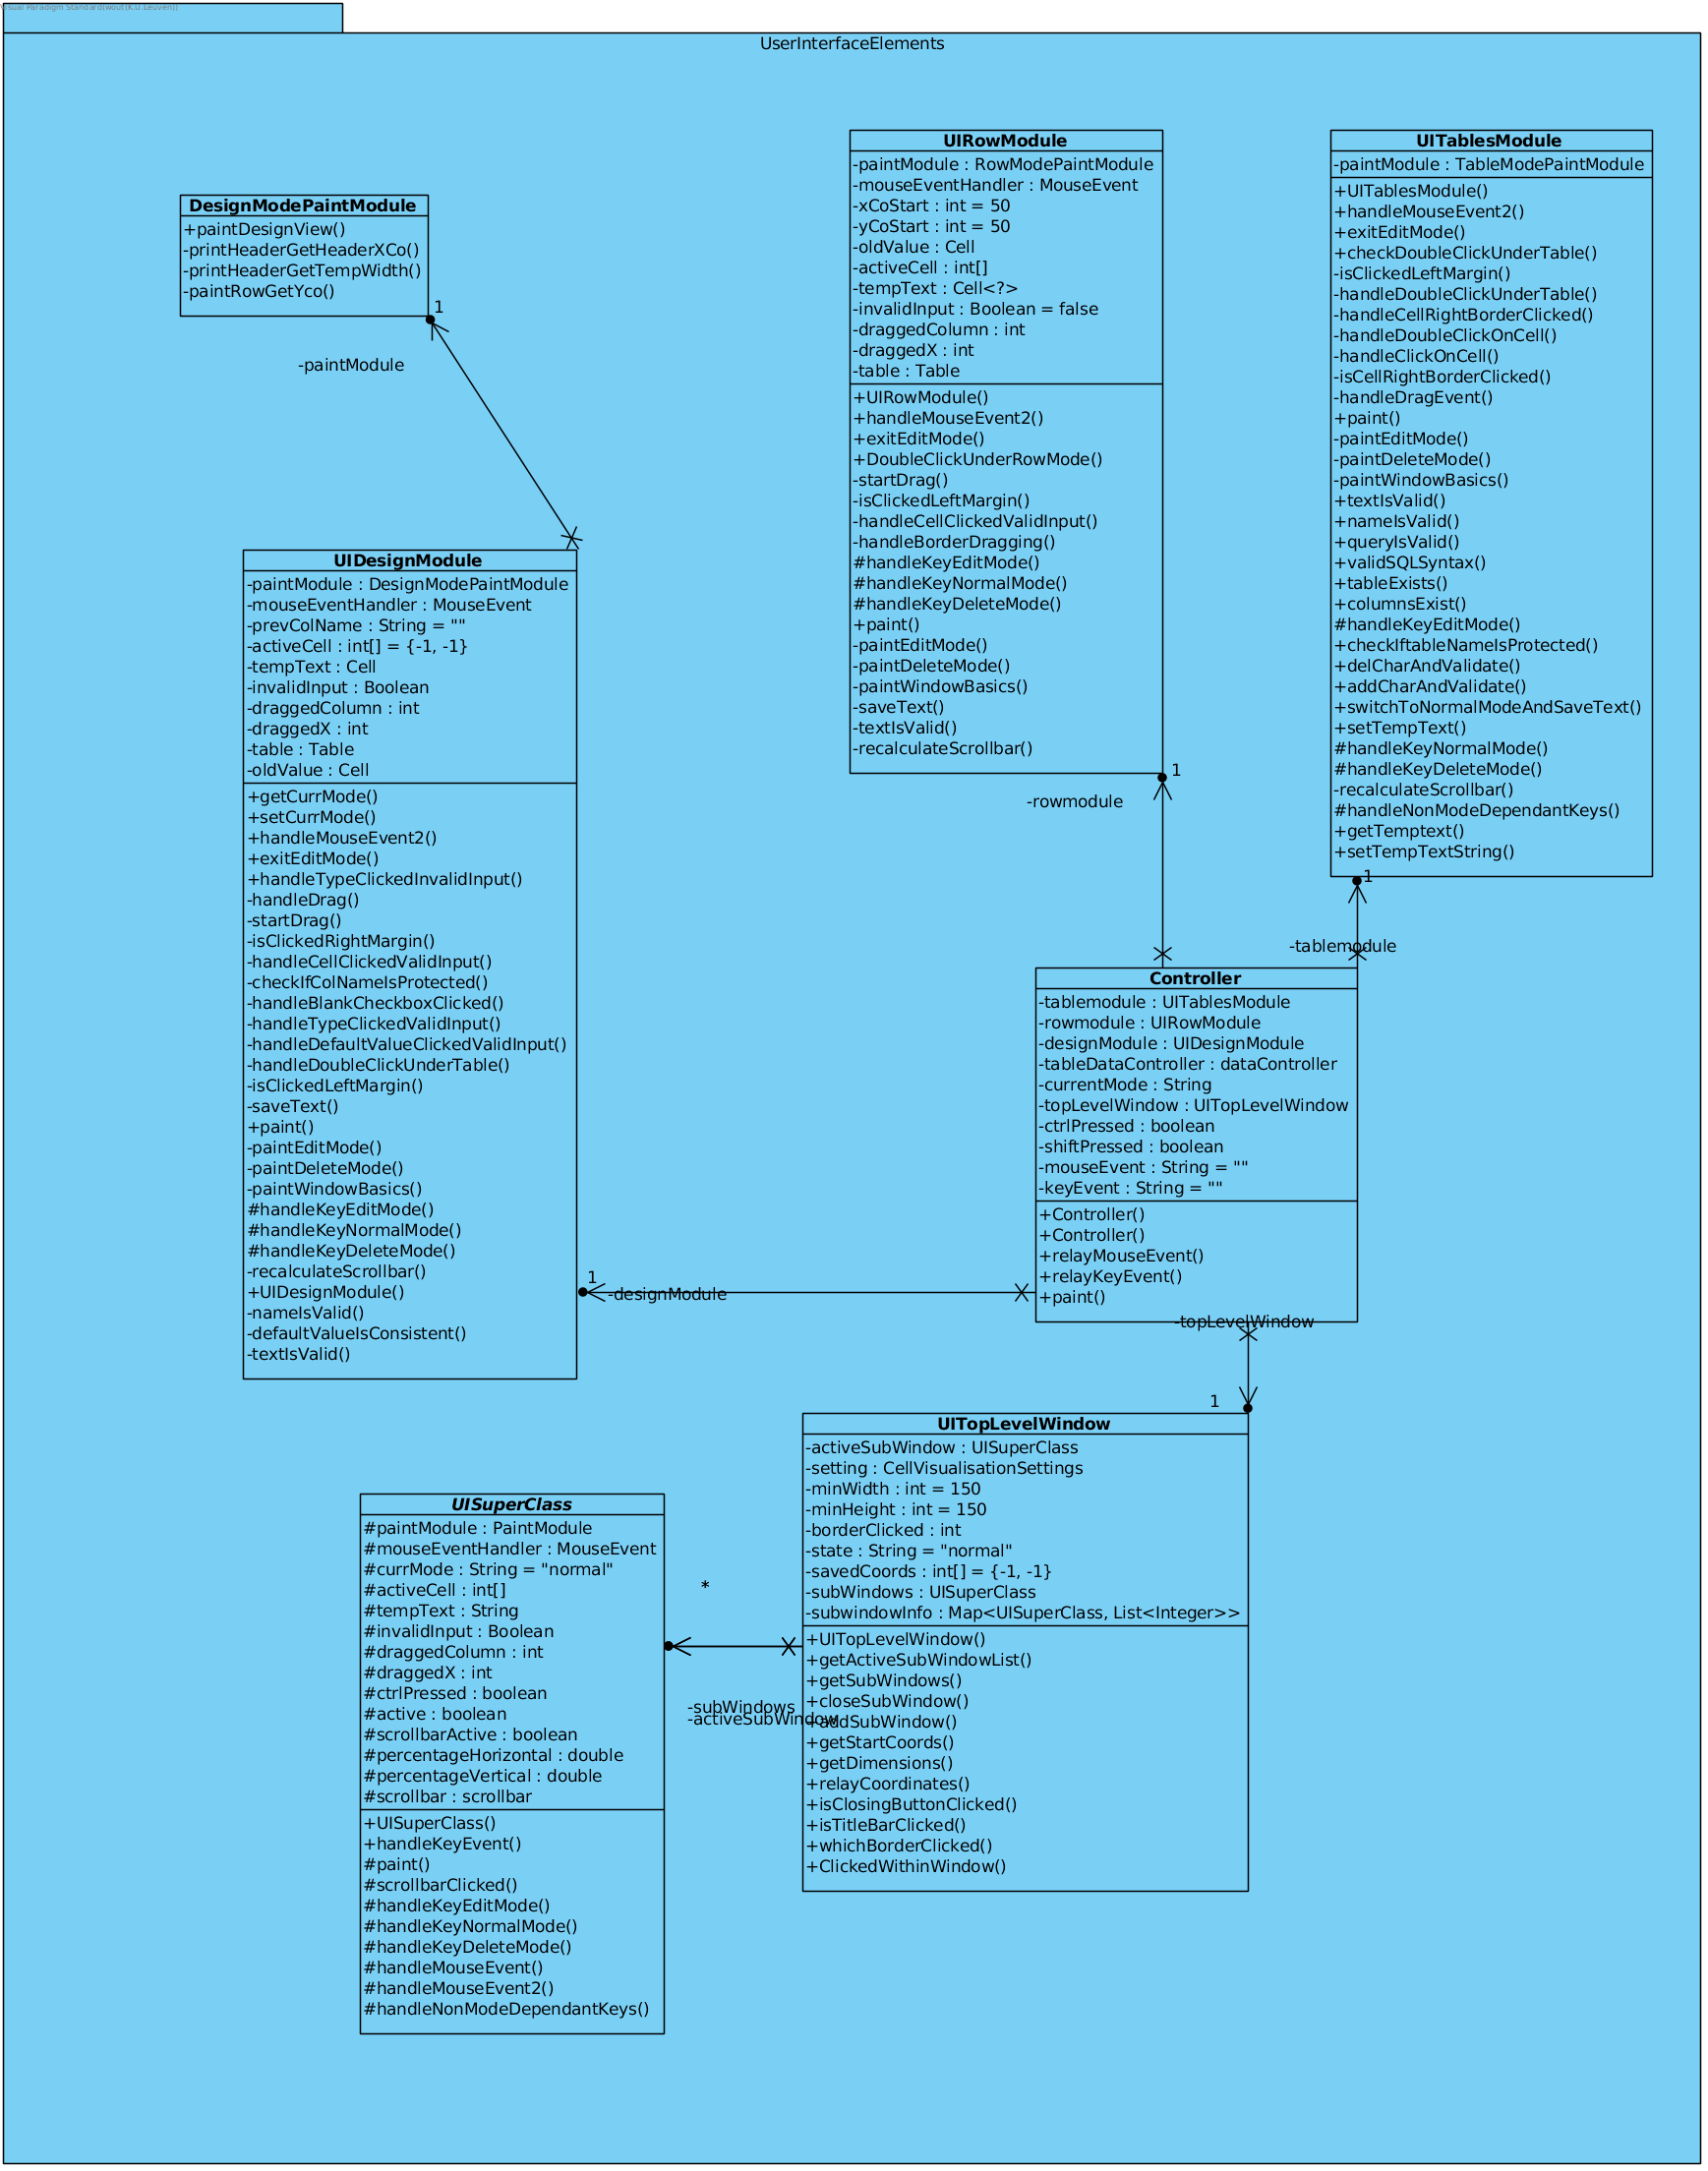 Visual Paradigm Standard(wout(K.U.Leuven))
UserInterfaceElements
DesignModePaintModule
+paintDesignView()
-printHeaderGetHeaderXCo()
-printHeaderGetTempWidth()
-paintRowGetYco()
1
-paintModule
UIRowModule
-paintModule : RowModePaintModule
-mouseEventHandler : MouseEvent
-xCoStart : int = 50
-yCoStart : int = 50
-oldValue : Cell
-activeCell : int[]
-tempText : Cell<?>
-invalidInput : Boolean = false
-draggedColumn : int
-draggedX : int
-table : Table
+UIRowModule()
+handleMouseEvent2()
+exitEditMode()
+DoubleClickUnderRowMode()
-startDrag()
-isClickedLeftMargin()
-handleCellClickedValidInput()
-handleBorderDragging()
#handleKeyEditMode()
#handleKeyNormalMode()
#handleKeyDeleteMode()
+paint()
-paintEditMode()
-paintDeleteMode()
-paintWindowBasics()
-saveText()
-textIsValid()
-recalculateScrollbar()
1
-rowmodule
UITablesModule
-paintModule : TableModePaintModule
+UITablesModule()
+handleMouseEvent2()
+exitEditMode()
+checkDoubleClickUnderTable()
-isClickedLeftMargin()
-handleDoubleClickUnderTable()
-handleCellRightBorderClicked()
-handleDoubleClickOnCell()
-handleClickOnCell()
-isCellRightBorderClicked()
-handleDragEvent()
+paint()
-paintEditMode()
-paintDeleteMode()
-paintWindowBasics()
+textIsValid()
+nameIsValid()
+queryIsValid()
+validSQLSyntax()
+tableExists()
+columnsExist()
#handleKeyEditMode()
+checkIftableNameIsProtected()
+delCharAndValidate()
+addCharAndValidate()
+switchToNormalModeAndSaveText()
+setTempText()
#handleKeyNormalMode()
#handleKeyDeleteMode()
-recalculateScrollbar()
#handleNonModeDependantKeys()
+getTemptext()
+setTempTextString()
1
-tablemodule
UIDesignModule
-paintModule : DesignModePaintModule
-mouseEventHandler : MouseEvent
-prevColName : String = ""
-activeCell : int[] = {-1, -1}
-tempText : Cell
-invalidInput : Boolean
-draggedColumn : int
-draggedX : int
-table : Table
-oldValue : Cell
+getCurrMode()
+setCurrMode()
+handleMouseEvent2()
+exitEditMode()
+handleTypeClickedInvalidInput()
-handleDrag()
-startDrag()
-isClickedRightMargin()
-handleCellClickedValidInput()
-checkIfColNameIsProtected()
-handleBlankCheckboxClicked()
-handleTypeClickedValidInput()
-handleDefaultValueClickedValidInput()
-handleDoubleClickUnderTable()
-isClickedLeftMargin()
-saveText()
+paint()
-paintEditMode()
-paintDeleteMode()
-paintWindowBasics()
#handleKeyEditMode()
#handleKeyNormalMode()
#handleKeyDeleteMode()
-recalculateScrollbar()
+UIDesignModule()
-nameIsValid()
-defaultValueIsConsistent()
-textIsValid()
1
-designModule
Controller
-tablemodule : UITablesModule
-rowmodule : UIRowModule
-designModule : UIDesignModule
-tableDataController : dataController
-currentMode : String
-topLevelWindow : UITopLevelWindow
-ctrlPressed : boolean
-shiftPressed : boolean
-mouseEvent : String = ""
-keyEvent : String = ""
+Controller()
+Controller()
+relayMouseEvent()
+relayKeyEvent()
+paint()
-topLevelWindow
1
UITopLevelWindow
-activeSubWindow : UISuperClass
-setting : CellVisualisationSettings
-minWidth : int = 150
-minHeight : int = 150
-borderClicked : int
-state : String = "normal"
-savedCoords : int[] = {-1, -1}
-subWindows : UISuperClass
-subwindowInfo : Map<UISuperClass, List<Integer>>
+UITopLevelWindow()
+getActiveSubWindowList()
+getSubWindows()
+closeSubWindow()
+addSubWindow()
+getStartCoords()
+getDimensions()
+relayCoordinates()
+isClosingButtonClicked()
+isTitleBarClicked()
+whichBorderClicked()
+ClickedWithinWindow()
*
-subWindows
-activeSubWindow
UISuperClass
#paintModule : PaintModule
#mouseEventHandler : MouseEvent
#currMode : String = "normal"
#activeCell : int[]
#tempText : String
#invalidInput : Boolean
#draggedColumn : int
#draggedX : int
#ctrlPressed : boolean
#active : boolean
#scrollbarActive : boolean
#percentageHorizontal : double
#percentageVertical : double
#scrollbar : scrollbar
+UISuperClass()
+handleKeyEvent()
#paint()
#scrollbarClicked()
#handleKeyEditMode()
#handleKeyNormalMode()
#handleKeyDeleteMode()
#handleMouseEvent()
#handleMouseEvent2()
#handleNonModeDependantKeys()